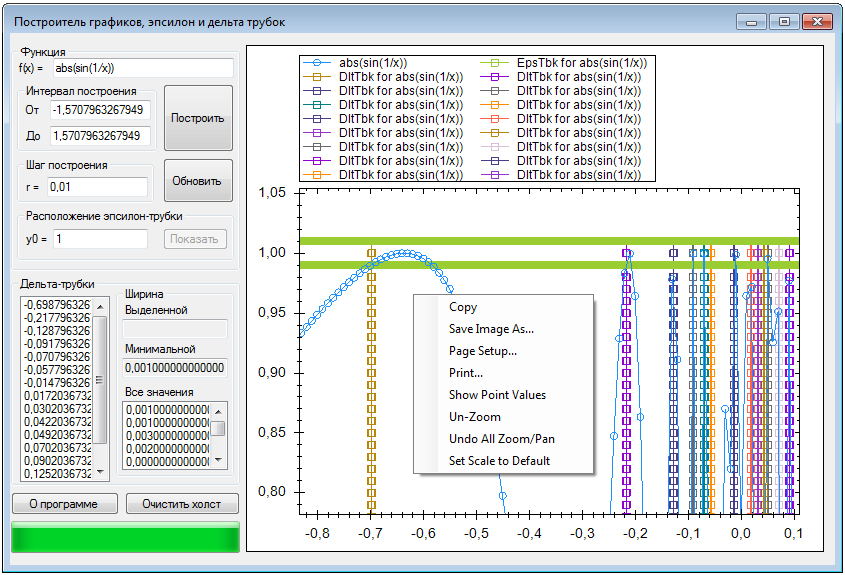 Построитель графиков, эпсилон и дельта трубок
Функция
f(x) = abs(sin(1/x))
Интервал построения
От -1,5707963267949
До 1,5707963267949
Построить
Шаг построения
r = 0,01
Обновить
Расположение эпсилон-трубки
y0 = 1
Показать
Дельта-трубки
-0,698796326
-0,217796326
-0,128796326
-0,091796326
-0,070796326
-0,057796326
-0,014796326
0,0172036732
0,0302036732
0,0422036732
0,0492036732
0,0702036732
0,0902036732
0,1252036732
Ширина
Выделенной
Минимальной
0,001000000000000
Все значения
0,001000000000
0,001000000000
0,003000000000
0,002000000000
0,000000000000
О программе
Очистить холст
abs(sin(1/x)) EpsTbk for abs(sin(1/x))
DltTbk for abs(sin(1/x)) DltTbk for abs(sin(1/x))
DltTbk for abs(sin(1/x)) DltTbk for abs(sin(1/x))
DltTbk for abs(sin(1/x)) DltTbk for abs(sin(1/x))
DltTbk for abs(sin(1/x)) DltTbk for abs(sin(1/x))
DltTbk for abs(sin(1/x)) DltTbk for abs(sin(1/x))
DltTbk for abs(sin(1/x)) DltTbk for abs(sin(1/x))
DltTbk for abs(sin(1/x)) DltTbk for abs(sin(1/x))
DltTbk for abs(sin(1/x)) DltTbk for abs(sin(1/x))
1,05
1,00
0,95
0,90
0,85
0,80
-0,8 -0,7 -0,6 -0,5 -0,4 -0,3 -0,2 -0,1 0,0 0,1
Copy
Save Image As...
Page Setup...
Print...
Show Point Values
Un-Zoom
Undo All Zoom/Pan
Set Scale to Default